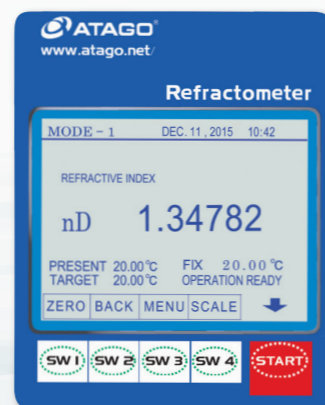 ATAGO®
www.atago.net/
Refractometer
MODE - 1 DEC. 11 , 2015 10:42
REFRACTIVE INDEX
nD 1.34782
PRESENT 20.00℃ FIX 20.00℃
TARGET 20.00℃ OPERATION READY
ZERO BACK MENU SCALE
SW 1 SW 2 SW 3 SW 4 START